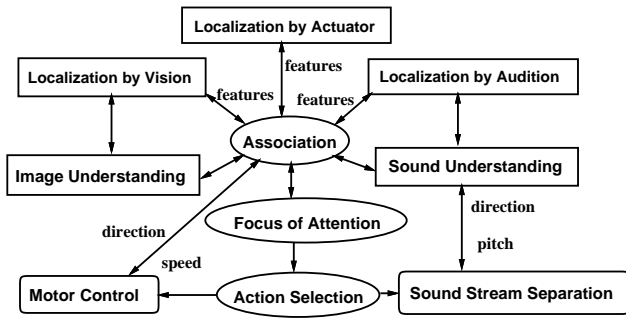 Localization by Actuator
Localization by Vision
features
Localization by Audition
features
features
Association
Image Understanding
Sound Understanding
Focus of Attention
direction
direction
speed
pitch
Motor Control
Action Selection
Sound Stream Separation